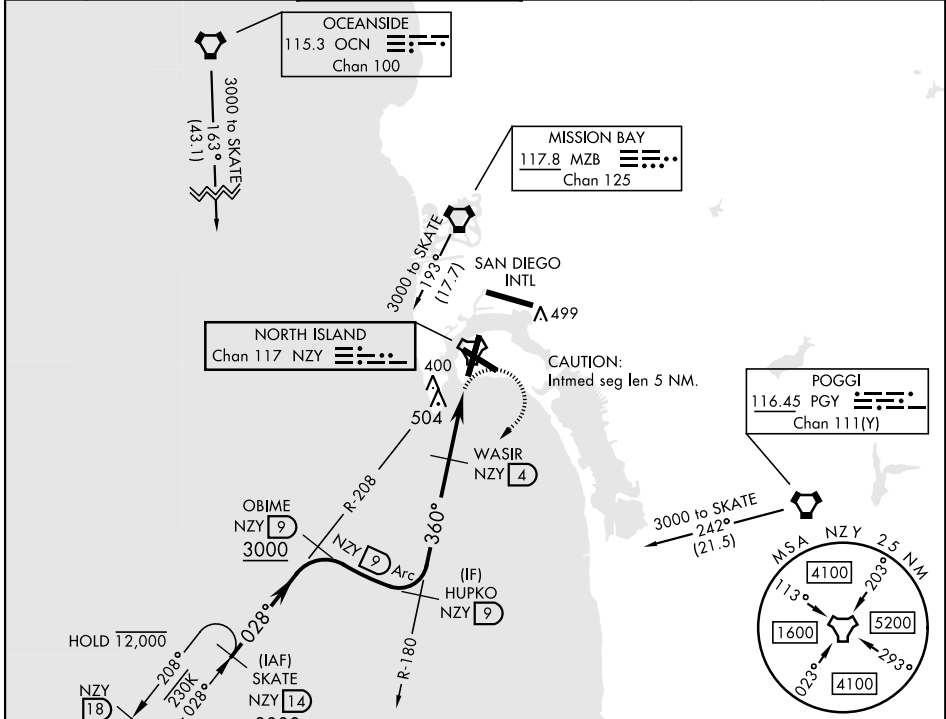 OCEANSIDE
115.3 OCN
Chan 100
3000 to SKATE
163°
(43.1)
MISSION BAY
117.8 MZB
Chan 125
3000 to SKATE
193°
(17.7)
SAN DIEGO
INTL
499
NORTH ISLAND
Chan 117 NZY
400
504
CAUTION:
Intmed seg len 5 NM.
POGGI
116.45 PGY
Chan 111(Y)
WASIR
NZY 4
R-208
360°
3000 to SKATE
242°
(21.5)
OBIME
NZY 9
3000
NZY 9 Arc
(IF)
HUPKO
NZY 9
MSA NZY 25 NM
4100
203°
113°
1600
5200
023°
293°
4100
028°
HOLD 12,000
208°
230K
028°
(IAF)
SKATE
NZY 14
R-180
NZY
18